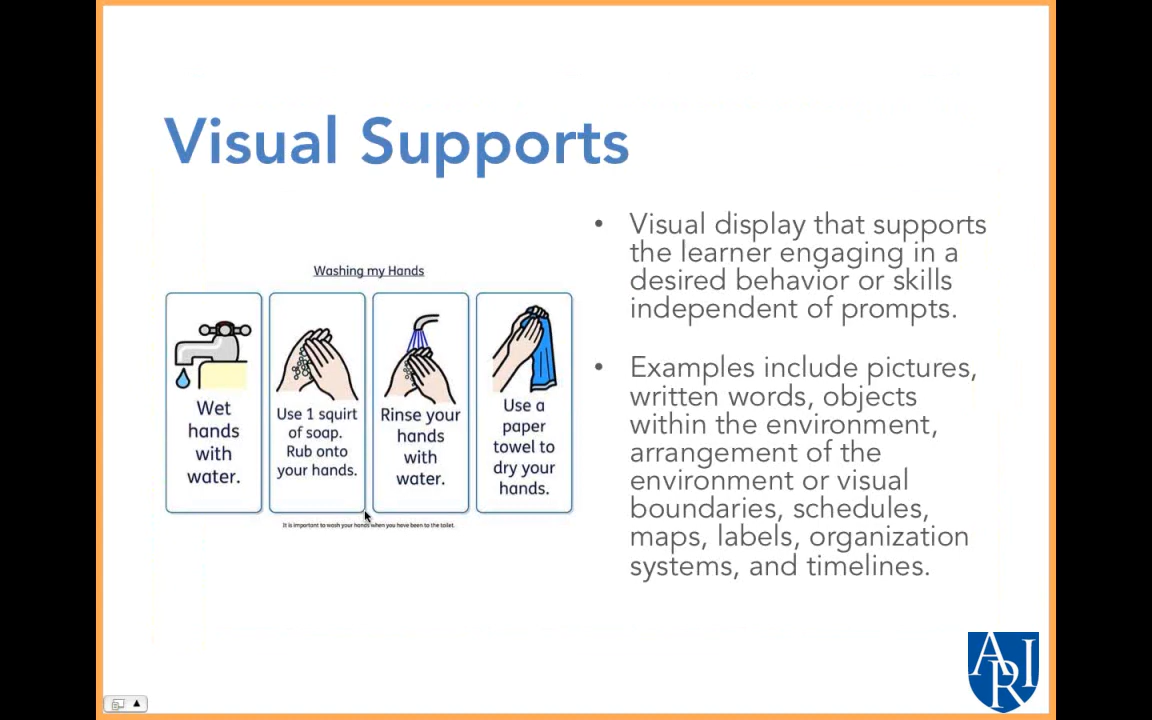 Visual Supports
Washing my Hands
Wet
hands
with
water.
Use 1 squirt
of soap.
Rub onto
your hands.
Rinse your
hands
with
water.
Use a
paper
towel to
dry your
hands.
It is important to wash your hands when you have been to the toilet.
• Visual display that supports
the learner engaging in a
desired behavior or skills
independent of prompts.
• Examples include pictures,
written words, objects
within the environment,
arrangement of the
environment or visual
boundaries, schedules,
maps, labels, organization
systems, and timelines.
ARI